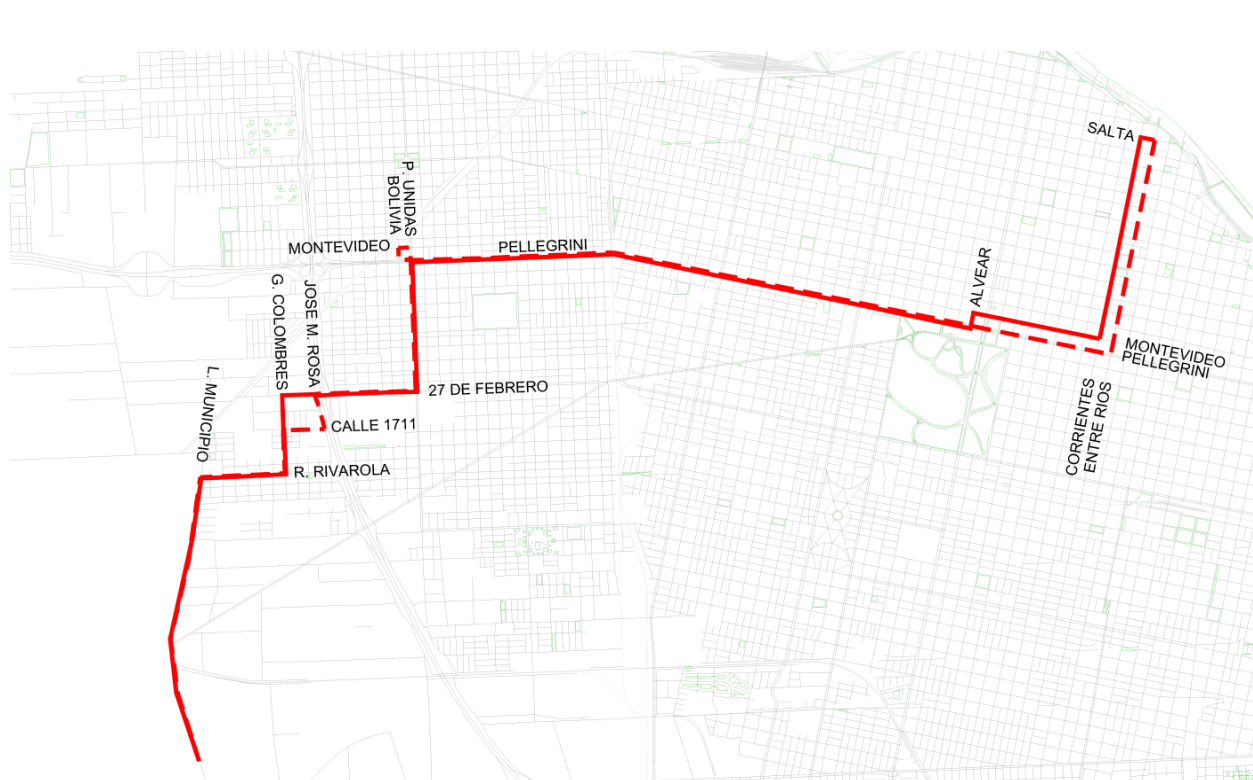 SALTA
P. UNIDAS
BOLIVIA
MONTEVIDEO
PELLEGRINI
ALVEAR
G. COLOMBRES
JOSE M. ROSA
MONTEVIDEO
PELLEGRINI
L. MUNICIPIO
27 DE FEBRERO
CORRIENTES
ENTRE RIOS
CALLE 1711
R. RIVAROLA